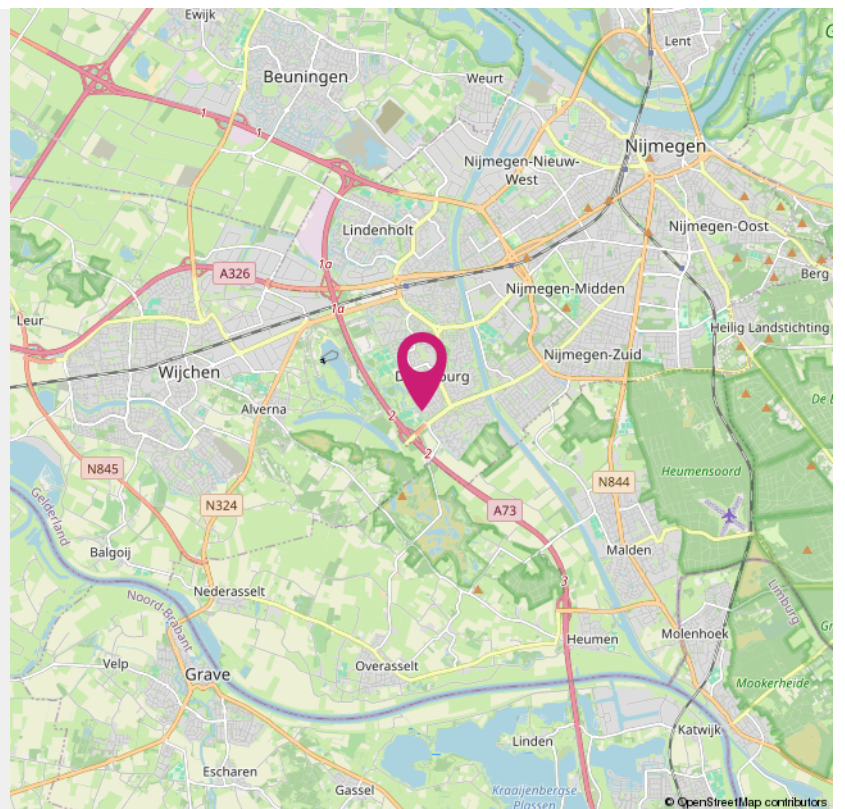 Ewijk
Lent
Beuningen
Weurt
1
1
Nijmegen
Nijmegen-Nieuw-
West
Lindenholt
Nijmegen-Oost
1a
A326
Berg
Nijmegen-Midden
1a
Leur
Heilig Landstichting
Nijmegen-Zuid
Wijchen
De
Alverna
2
2
N845
Heumensoord
Gelderland
N324
N844
A73
Balgoij
Malden
3
Nederasselt
Limburg
Noord-Brabant
Heumen
Molenhoek
Velp
Overasselt
Grave
Mookerheide
Katwijk
Linden
Escharen
Gassel
Kraaijenbergse
Plassen
© OpenStreetMap contributors